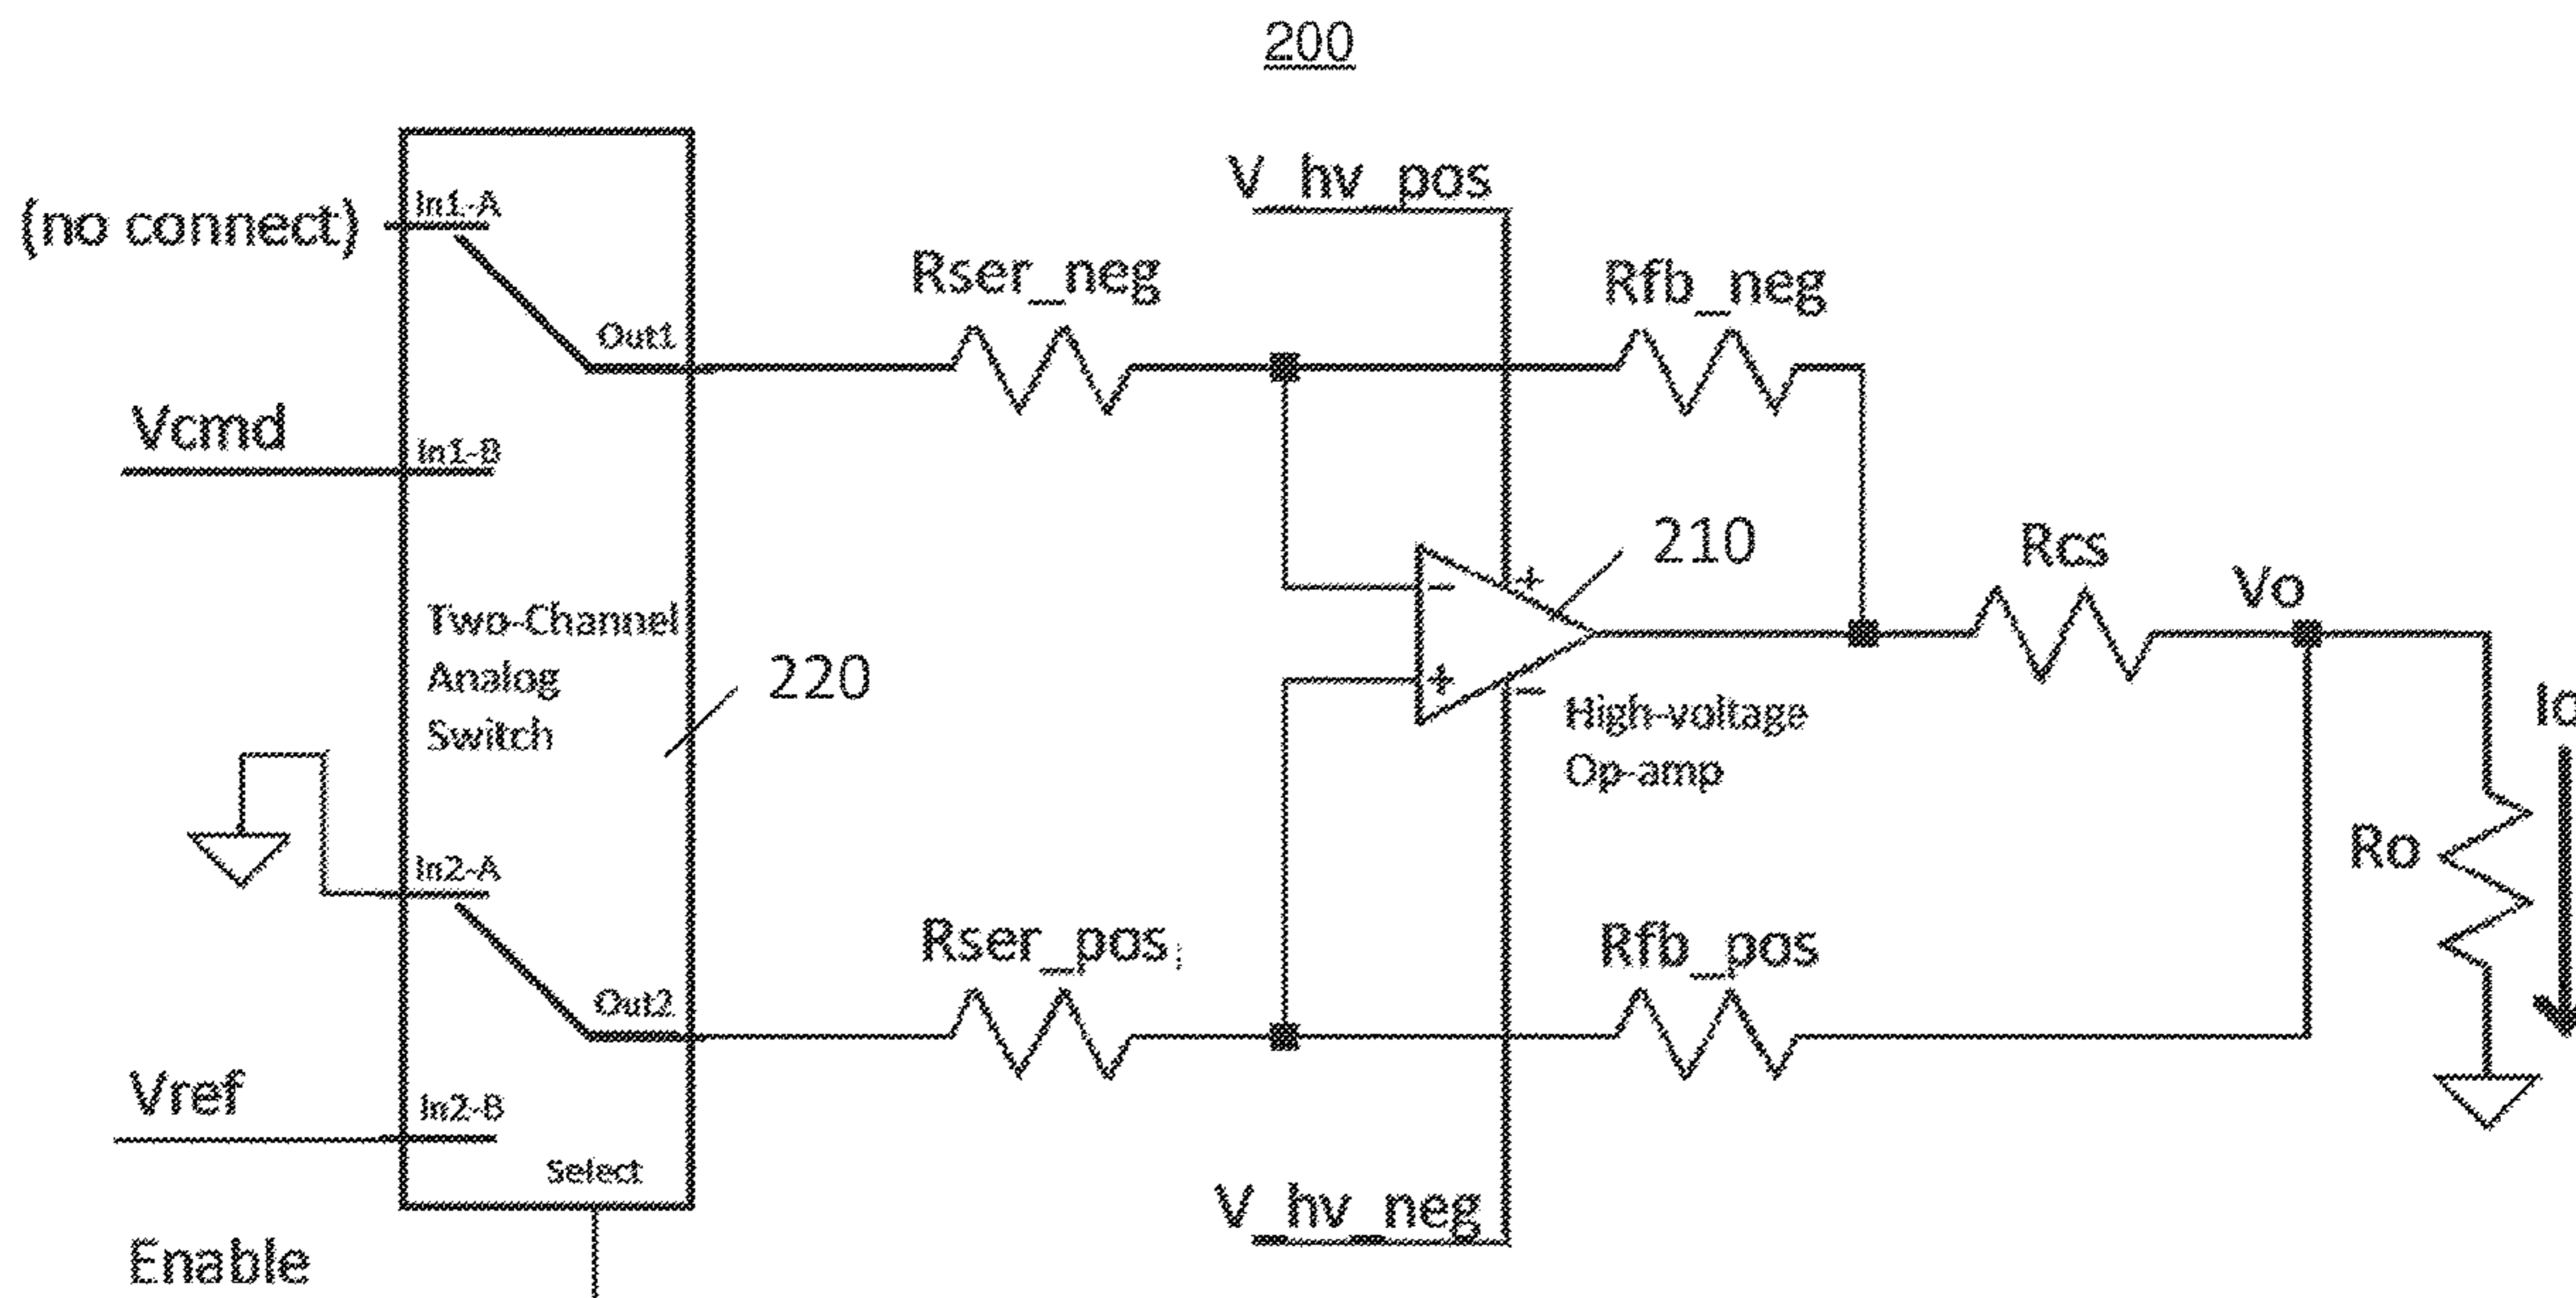 200
(no connect)
In1-A
Out1
Vcmd
In1-B
Two-Channel
Analog
Switch
220
In2-A
Out2
Vref
In2-B
Select
Enable
Rser_neg
V_hv_pos
Rfb_neg
-
+
210
+
-
High-voltage
Op-amp
Rcs
Vo
Ro
Rser_pos
Rfb_pos
V_hv_neg